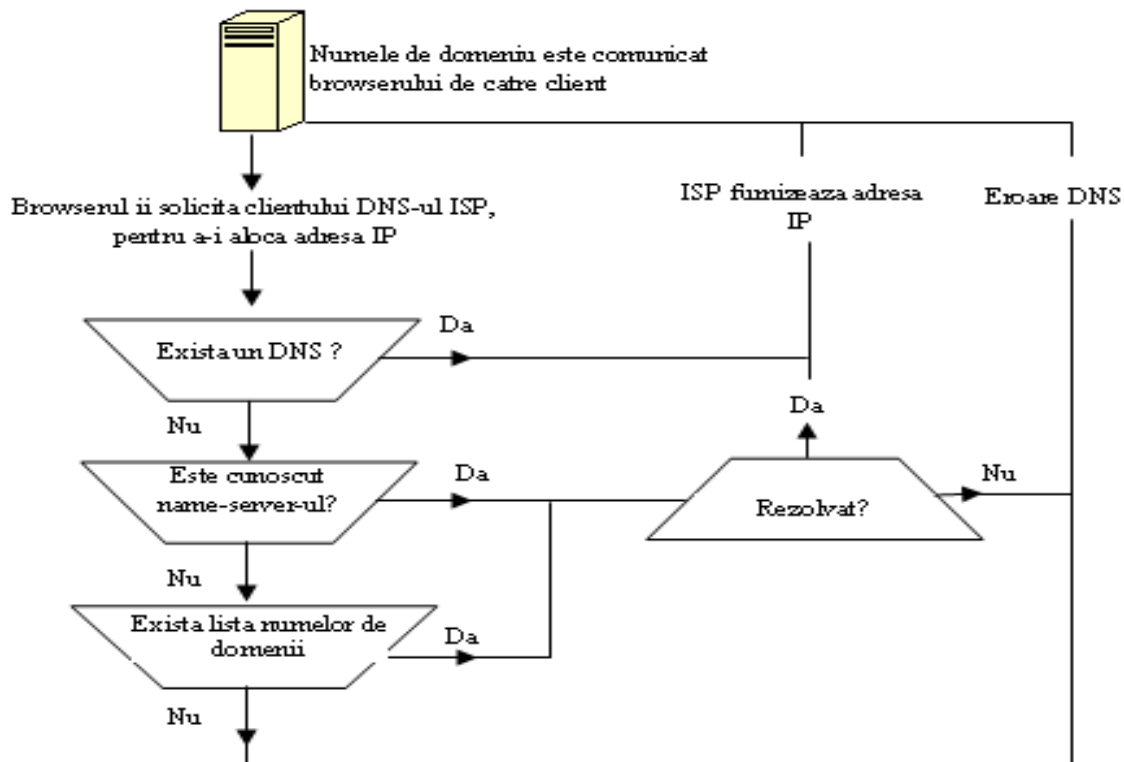 Numele de domeniu este comunicat
browserului de catre client
Browserul ii solicita clientului DNS-ul ISP,
pentru a-i aloca adresa IP
ISP furnizeaza adresa
IP
Eroare DNS
Exista un DNS ?
Da
Nu
Da
Este cunoscut
name-server-ul?
Da
Rezolvat?
Nu
Nu
Exista lista numelor de
domenii
Da
Nu